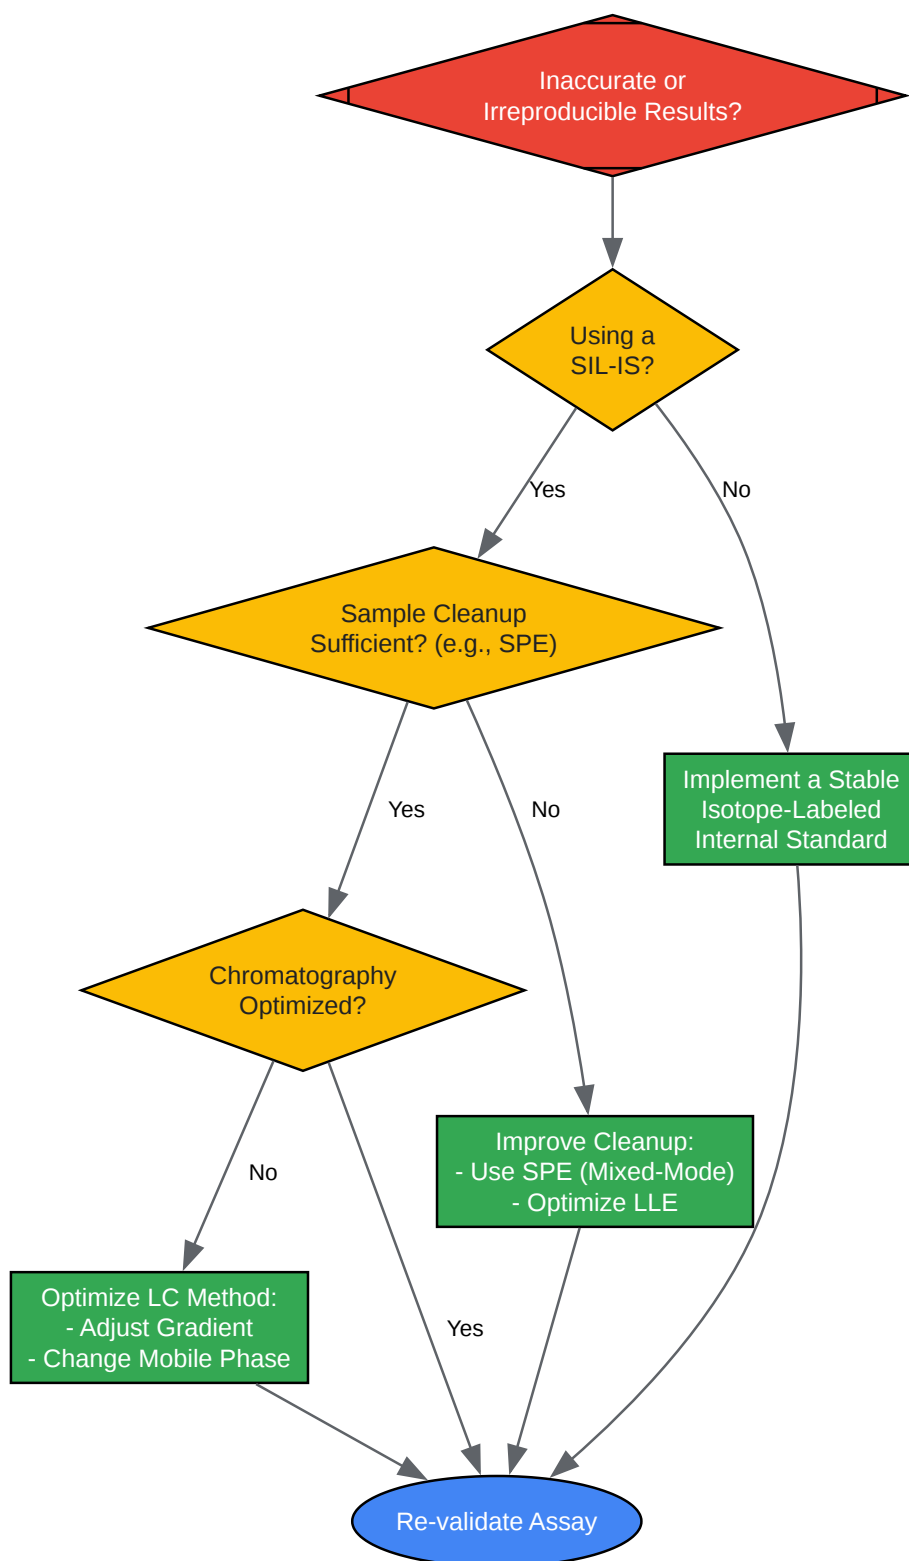 Inaccurate or
Irreproducible Results?
Using a
SIL-IS?
Yes
No
Sample Cleanup
Sufficient? (e.g., SPE)
Implement a Stable
Isotope-Labeled
Internal Standard
Yes
No
Chromatography
Optimized?
Improve Cleanup:
- Use SPE (Mixed-Mode)
- Optimize LLE
No
Optimize LC Method:
- Adjust Gradient
- Change Mobile Phase
Yes
Re-validate Assay